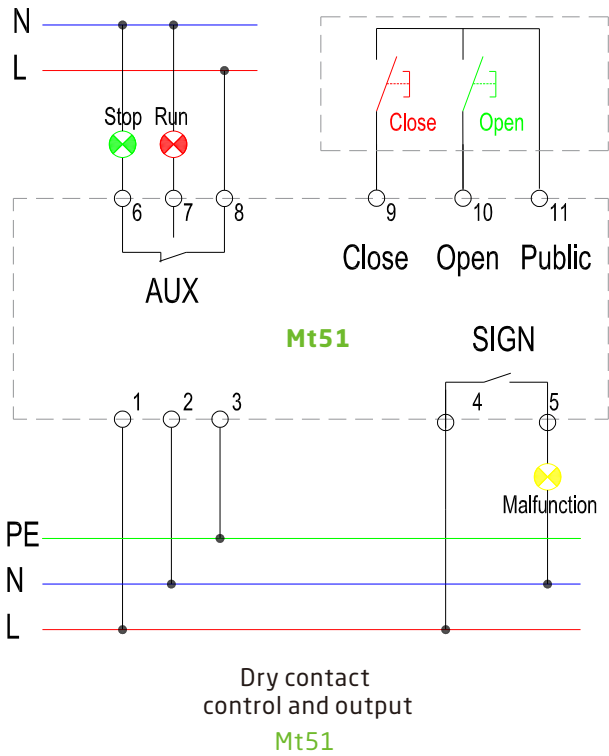 N
L
Stop Run
Close Open
6 7 8 9 10 11
AUX
Close Open Public
Mt51
SIGN
1 2 3 4 5
Malfunction
PE
N
L
Dry contact
control and output
Mt51